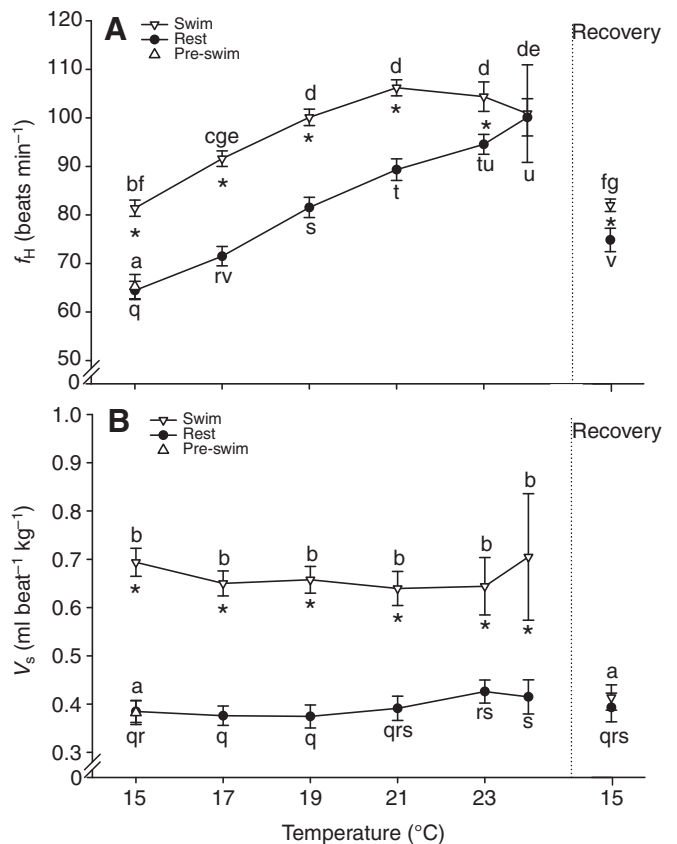 A
Swim
Rest
Pre-swim
Recovery
120
110
100
90
80
70
60
50
0
fH (beats min–1)
bf
cge
d
d
d
de
fg
*
*
*
*
*
*
a
q
rv
s
t
tu
u
v
B
Swim
Rest
Pre-swim
Recovery
1.0
0.9
0.8
0.7
0.6
0.5
0.4
0.3
0
Vs (ml beat–1 kg–1)
b
b
b
b
b
b
*
*
*
*
*
*
a
a
qr
q
q
qrs
rs
s
qrs
15
17
19
21
23
15
Temperature (°C)